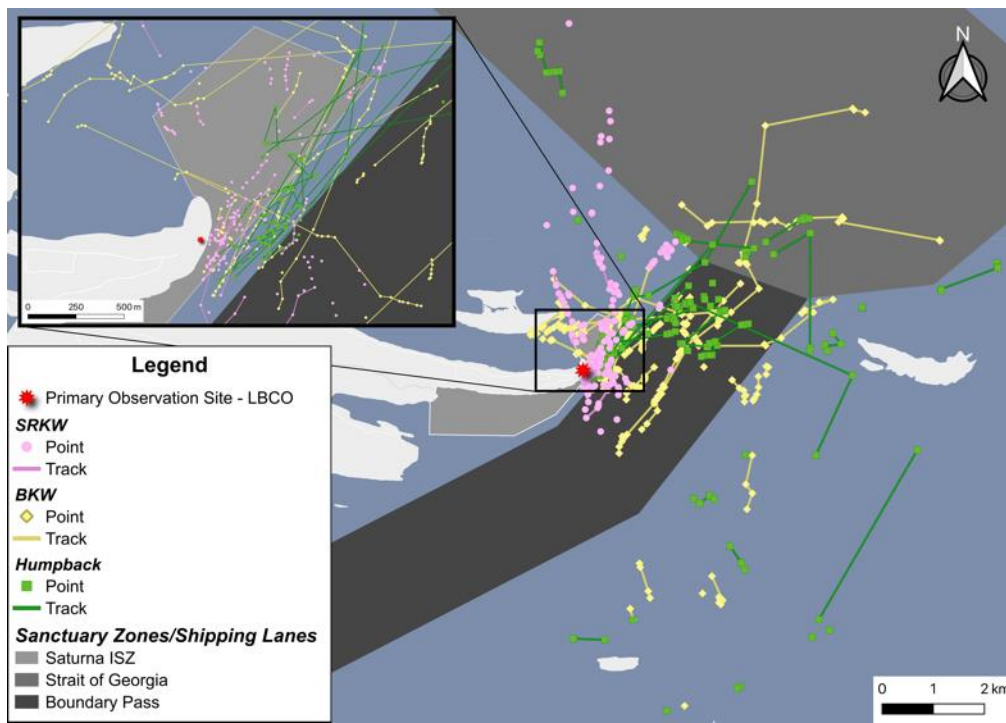 N
0 250 500 m
Legend
Primary Observation Site - LBCO
SRKW
Point
Track
BKW
Point
Track
Humpback
Point
Track
Sanctuary Zones/Shipping Lanes
Saturna ISZ
Strait of Georgia
Boundary Pass
0 1 2 km